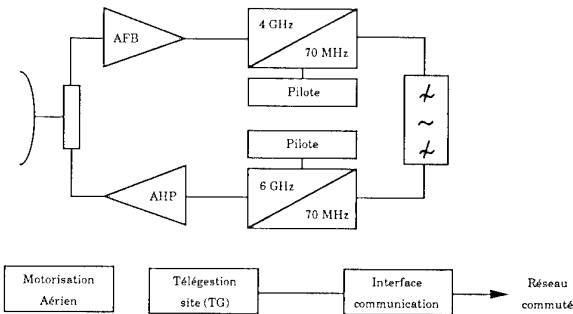 AFB
4 GHz
70 MHz
Pilote
Pilote
AHP
6 GHz
70 MHz
~
Motorisation
Aérien
Télégestion
site (TG)
Interface
communication
Réseau
commuté